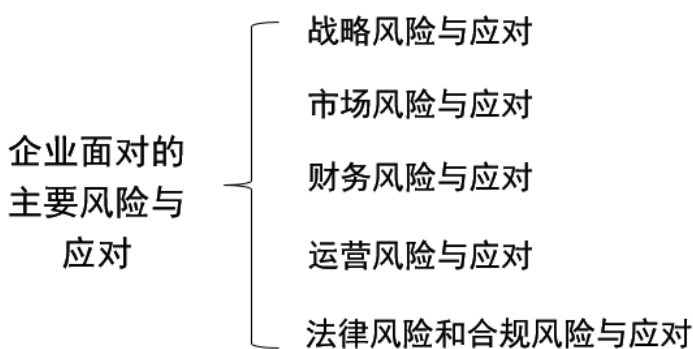 企业面对的
主要风险与
应对
战略风险与应对
市场风险与应对
财务风险与应对
运营风险与应对
法律风险和合规风险与应对